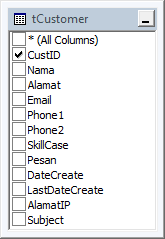 tCustomer
* (All Columns)
CustID
Nama
Alamat
Email
Phone1
Phone2
SkillCase
Pesan
DateCreate
LastDateCreate
AlamatIP
Subject